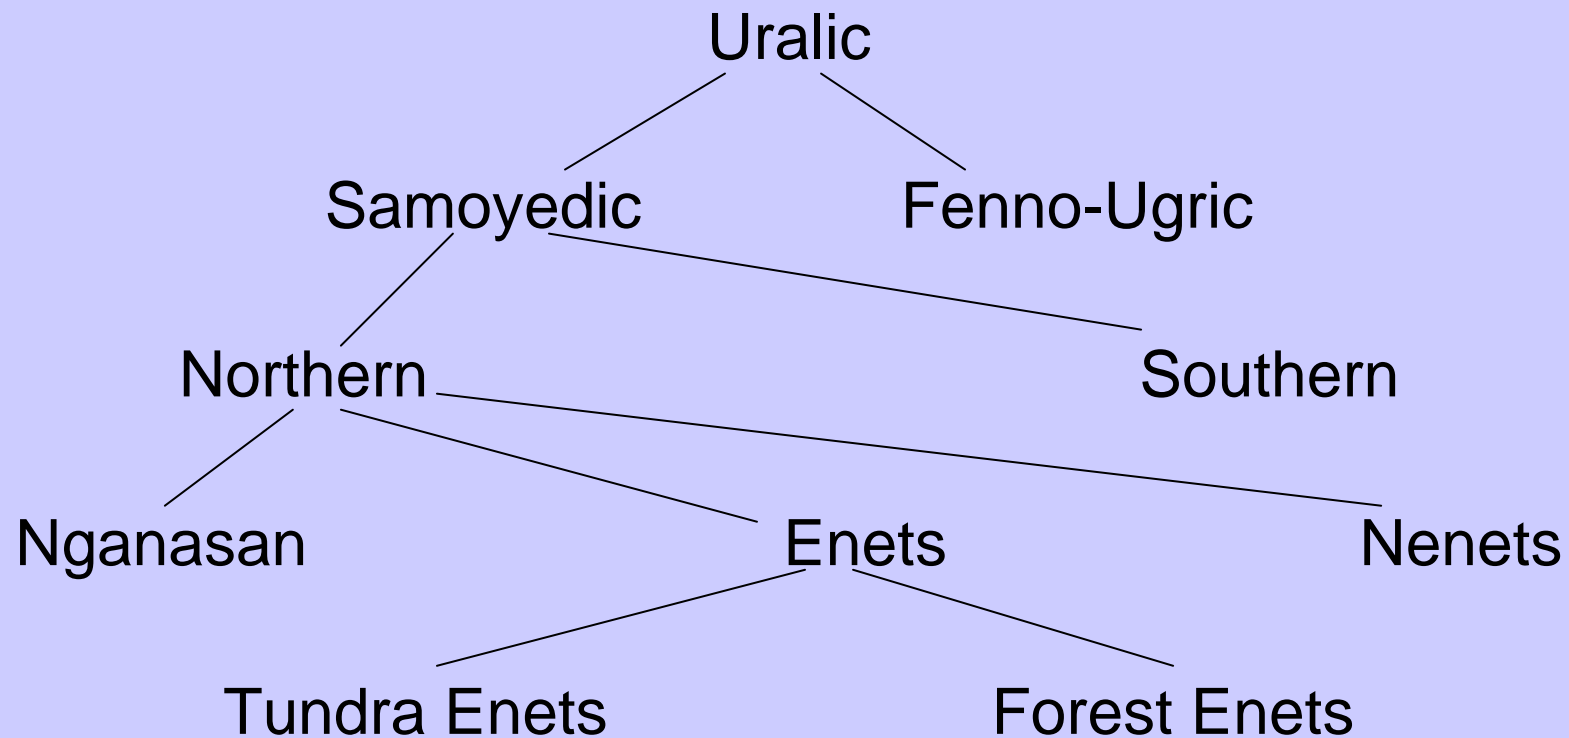 Uralic
Samoyedic Fenno-Ugric
Northern Southern
Nganasan Enets Nenets
Tundra Enets Forest Enets